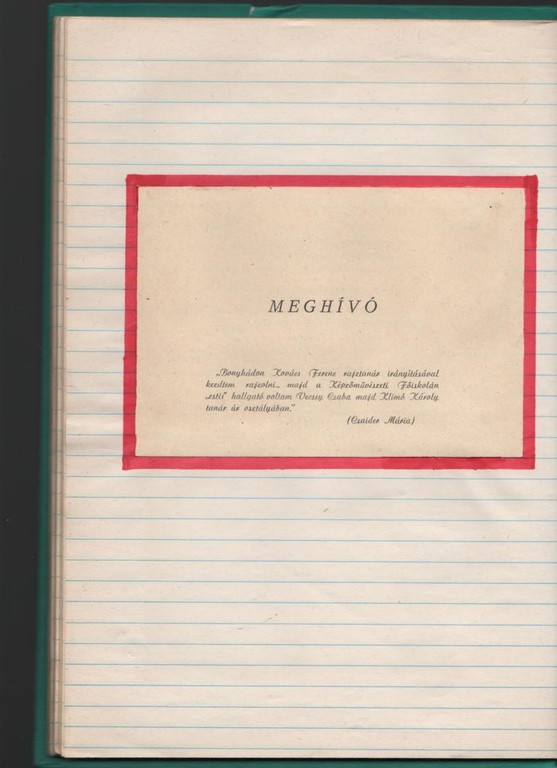 MEGHÍVÓ
„Bonyhádon Kovács Ferenc rajztanár irányításával
kezdtem rajzolni, majd a Képzőművészeti Főiskolán
„esti" hallgató voltam Vecsy Csaba majd Klimó Károly
tanár úr osztályában."
(Csnider Mária)